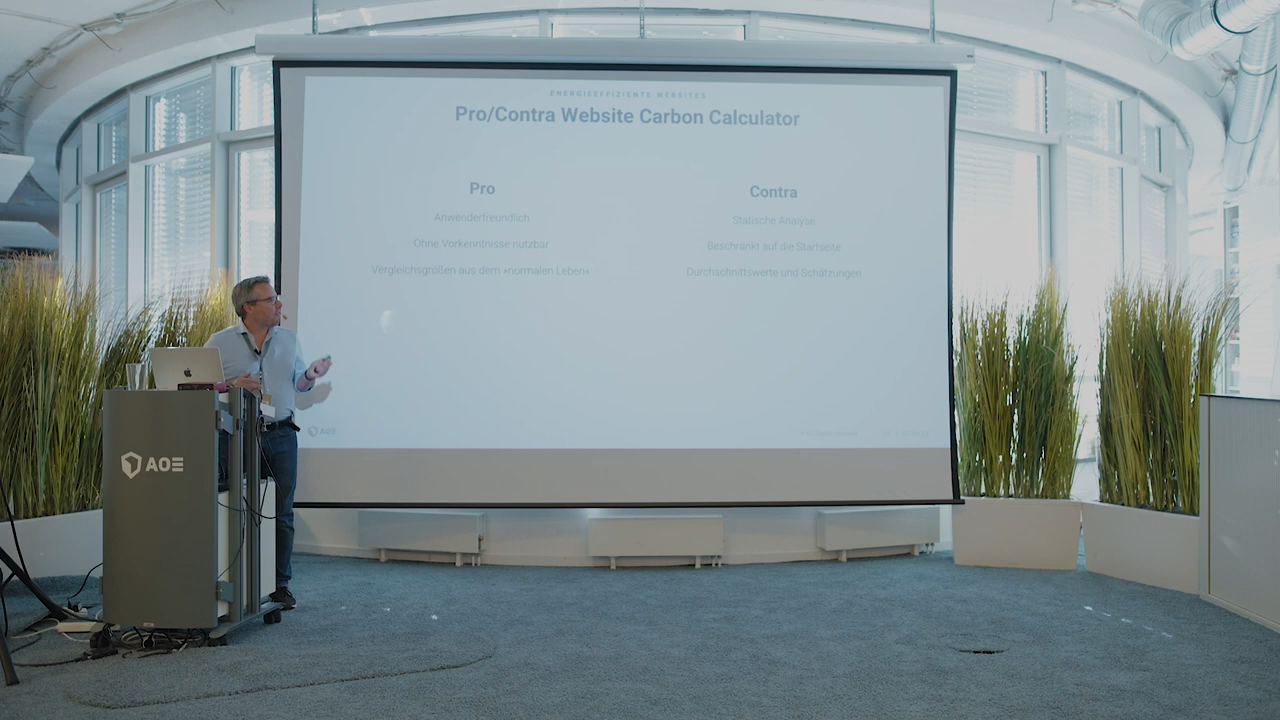 ENERGIEEFFIZIENTE WEBSITES
Pro/Contra Website Carbon Calculator
Pro
Anwenderfreundlich
Ohne Vorkenntnisse nutzbar
Vergleichsgrößen aus dem »normalen Leben«
Contra
Statische Analyse
Beschränkt auf die Startseite
Durchschnittswerte und Schätzungen
AOE
AOE